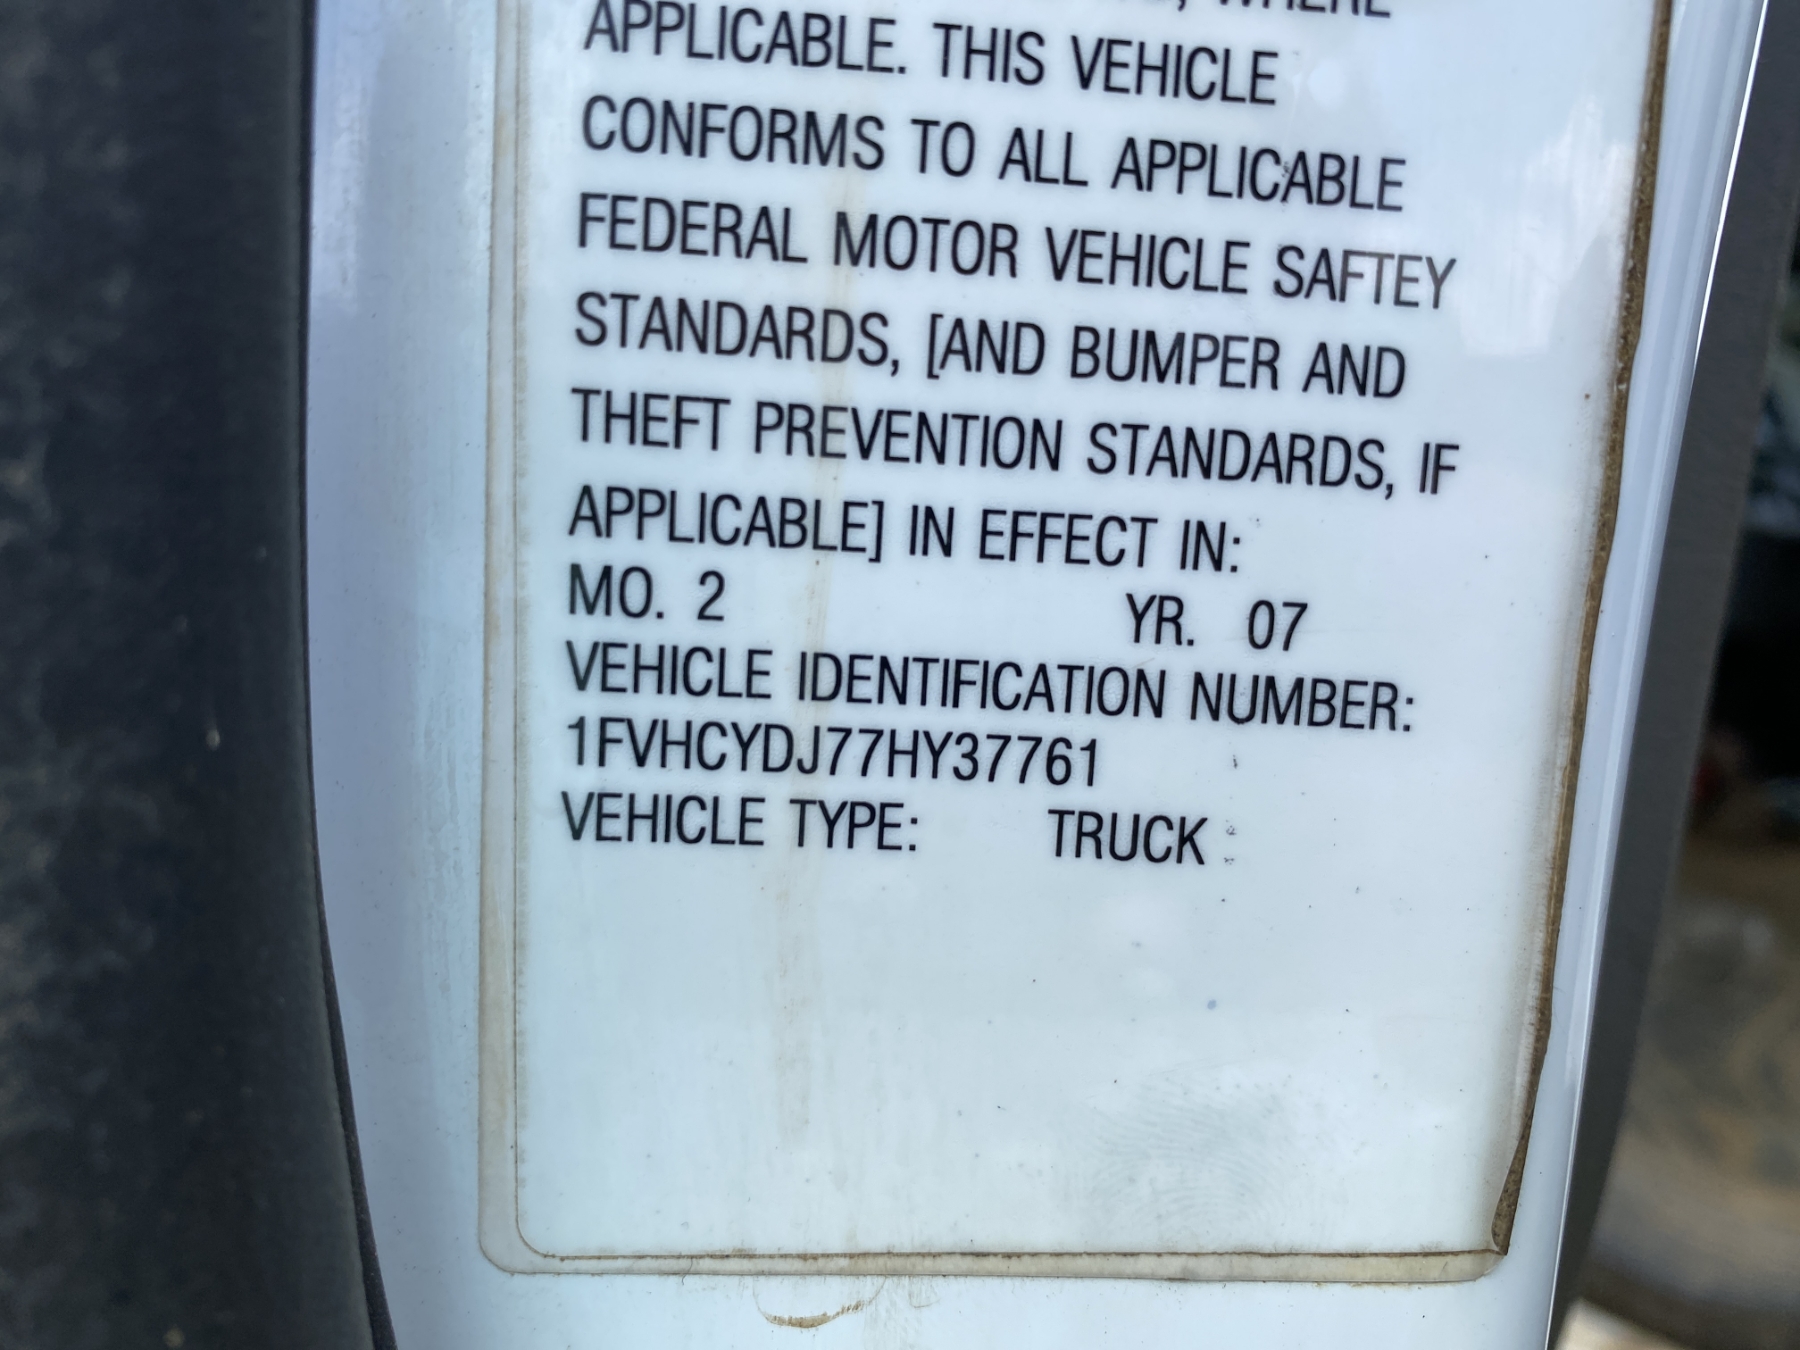 WHERE
APPLICABLE. THIS VEHICLE
CONFORMS TO ALL APPLICABLE
FEDERAL MOTOR VEHICLE SAFTEY
STANDARDS, [AND BUMPER AND
THEFT PREVENTION STANDARDS, IF
APPLICABLE] IN EFFECT IN:
MO. 2 YR. 07
VEHICLE IDENTIFICATION NUMBER:
1FVHCYDJ77HY37761
VEHICLE TYPE: TRUCK